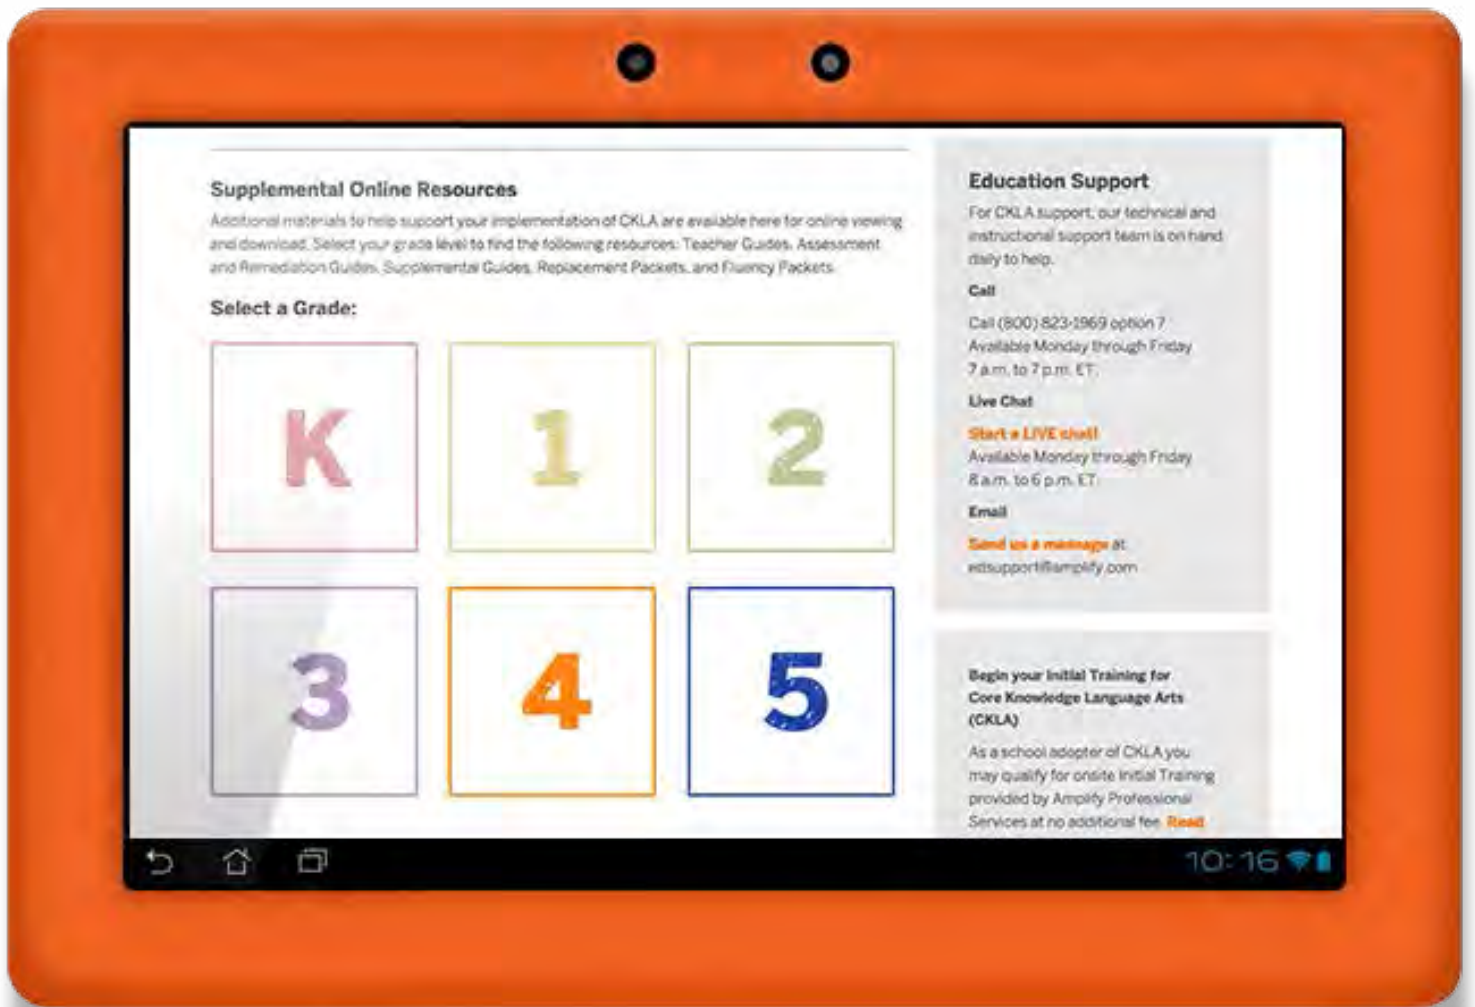 Supplemental Online Resources
Additional materials to help support your implementation of CKLA are available here for online viewing
and download. Select your grade level to find the following resources: Teacher Guides, Assessment
and Remediation Guides, Supplemental Guides, Replacement Packets, and Fluency Packets.
Select a Grade:
K
1
2
3
4
5
Education Support
For CKLA support, our technical and
instructional support team is on hand
daily to help.
Call
Call (800) 823-1969 option 7
Available Monday through Friday
7 a.m. to 7 p.m. ET.
Live Chat
Start a LIVE chat!
Available Monday through Friday
8 a.m. to 6 p.m. ET
Email
Send us a message at
edsupport@amplify.com
Begin your Initial Training for
Core Knowledge Language Arts
(CKLA)
As a school adopter of CKLA you
may qualify for onsite Initial Training
provided by Amplify Professional
Services at no additional fee. Read
10:16